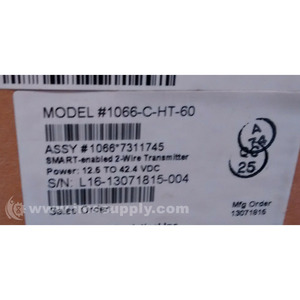 MODEL #1066-C-HT-60
ASSY #1066*7311745
SMART-enabled 2-Wire Transmitter
Power: 12.5 TO 42.4 VDC
S/N: L16-13071815-004
Sales Order
Mfg Order
13071815
A
QC
25